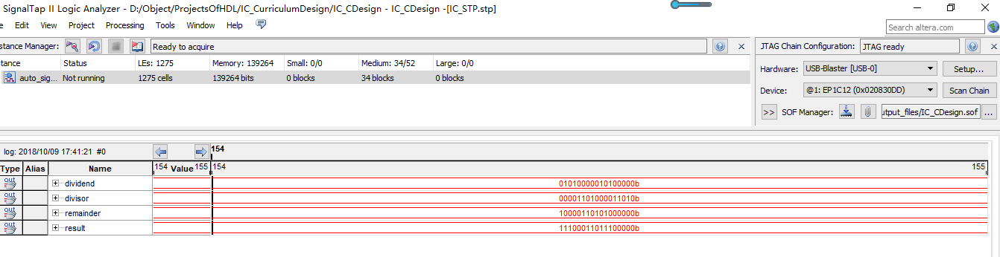 SignalTap II Logic Analyzer - D:/Object/ProjectsOfHDL/IC_CurriculumDesign/IC_CDesign - IC_CDesign -[IC_STP.stp]
e Edit View Project Processing Tools Window Help
Search altera.com
stance Manager: Ready to acquire
JTAG Chain Configuration: JTAG ready
tance Status LEs: 1275 Memory: 139264 Small: 0/0 Medium: 34/52 Large: 0/0
auto_sig... Not running 1275 cells 139264 bits 0 blocks 34 blocks 0 blocks
Hardware: USB-Blaster [USB-0] Setup...
Device: @1: EP1C12 (0x020830DD) Scan Chain
>> SOF Manager: utput_files/IC_CDesign.sof ...
log: 2018/10/09 17:41:21 #0 154
Type Alias Name 154 Value 155 154 155
out dividend 01010000010100000b
out divisor 00001101000011010b
out remainder 10000110101000000b
out result 11100011011100000b